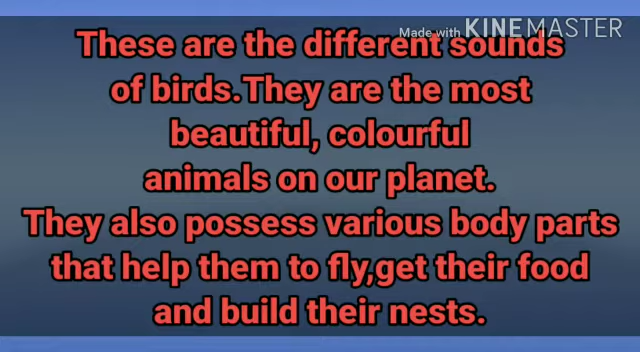 Made with KINEMASTER
These are the different sounds
of birds.They are the most
beautiful, colourful
animals on our planet.
They also possess various body parts
that help them to fly,get their food
and build their nests.